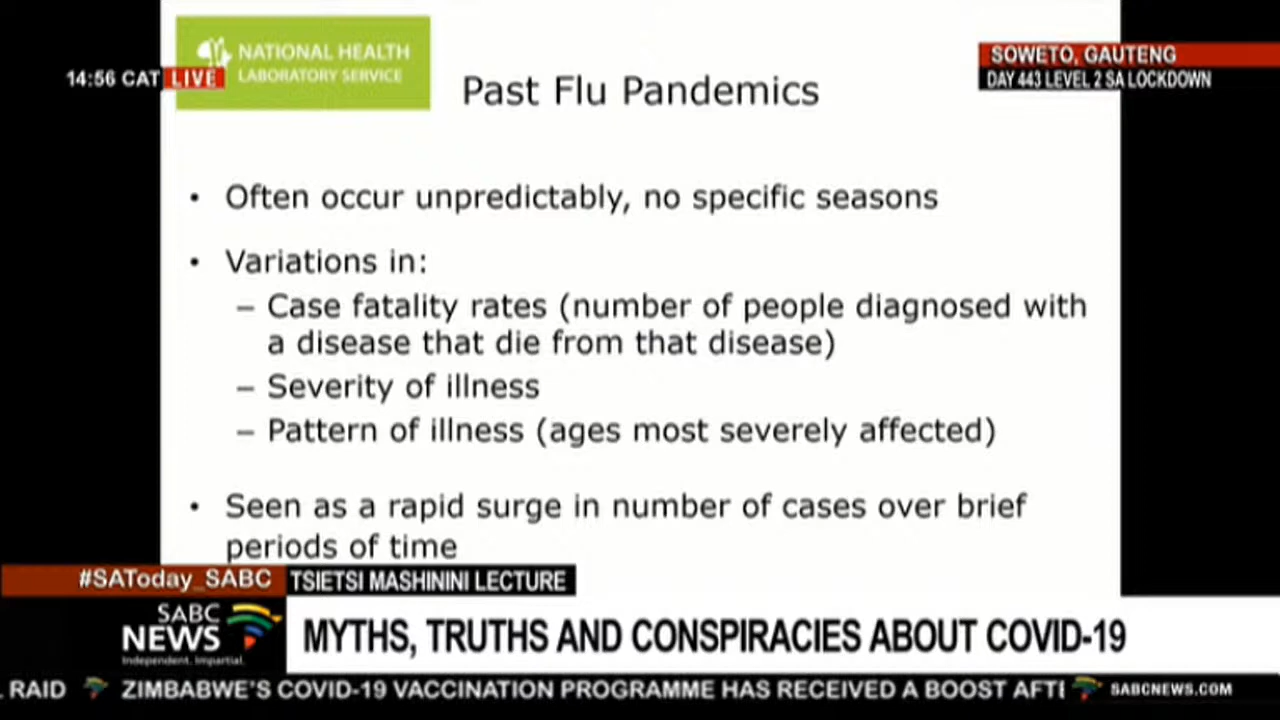 NATIONAL HEALTH
LABORATORY SERVICE
14:56 CAT LIVE
SOWETO, GAUTENG
DAY 443 LEVEL 2 SA LOCKDOWN
Past Flu Pandemics
• Often occur unpredictably, no specific seasons
• Variations in:
– Case fatality rates (number of people diagnosed with
a disease that die from that disease)
– Severity of illness
– Pattern of illness (ages most severely affected)
• Seen as a rapid surge in number of cases over brief
periods of time
#SAToday_SABC
TSIETSI MASHININI LECTURE
SABC
NEWS
Independent. Impartial.
MYTHS, TRUTHS AND CONSPIRACIES ABOUT COVID-19
. RAID ZIMBABWE'S COVID-19 VACCINATION PROGRAMME HAS RECEIVED A BOOST AFT
SABCNEWS.COM